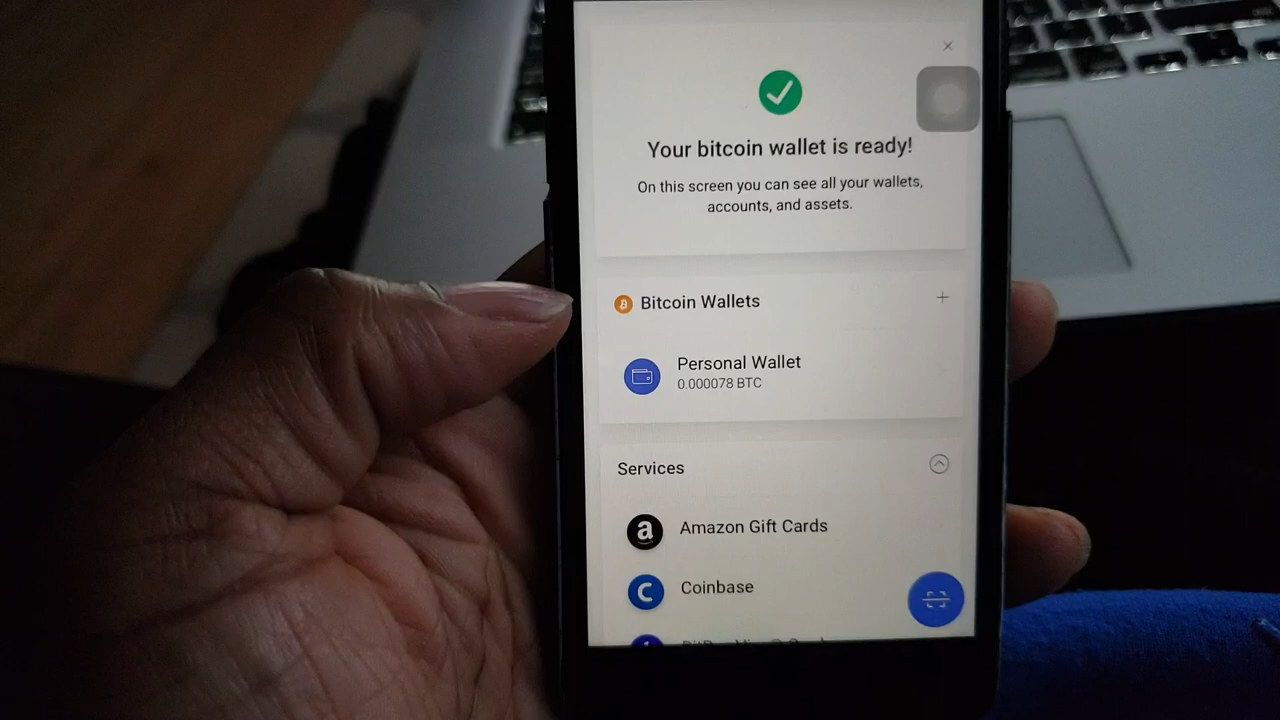 Your bitcoin wallet is ready!
On this screen you can see all your wallets,
accounts, and assets.
Bitcoin Wallets
Personal Wallet
0.000078 BTC
Services
Amazon Gift Cards
Coinbase